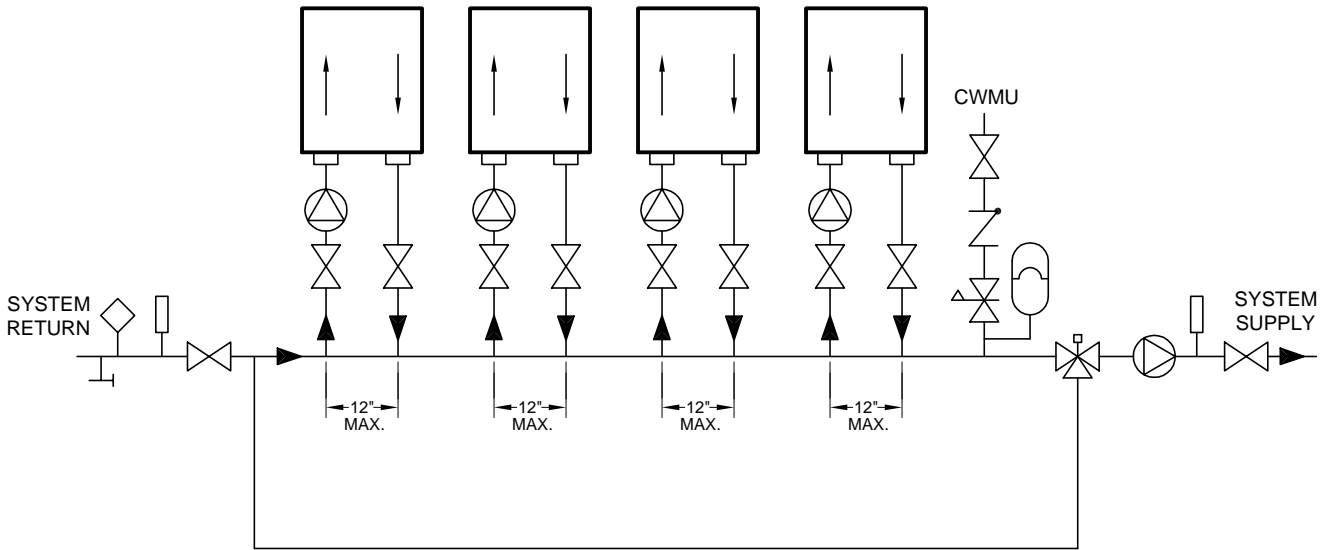 CWMU
SYSTEM
RETURN
SYSTEM
SUPPLY
12"
MAX.
12"
MAX.
12"
MAX.
12"
MAX.